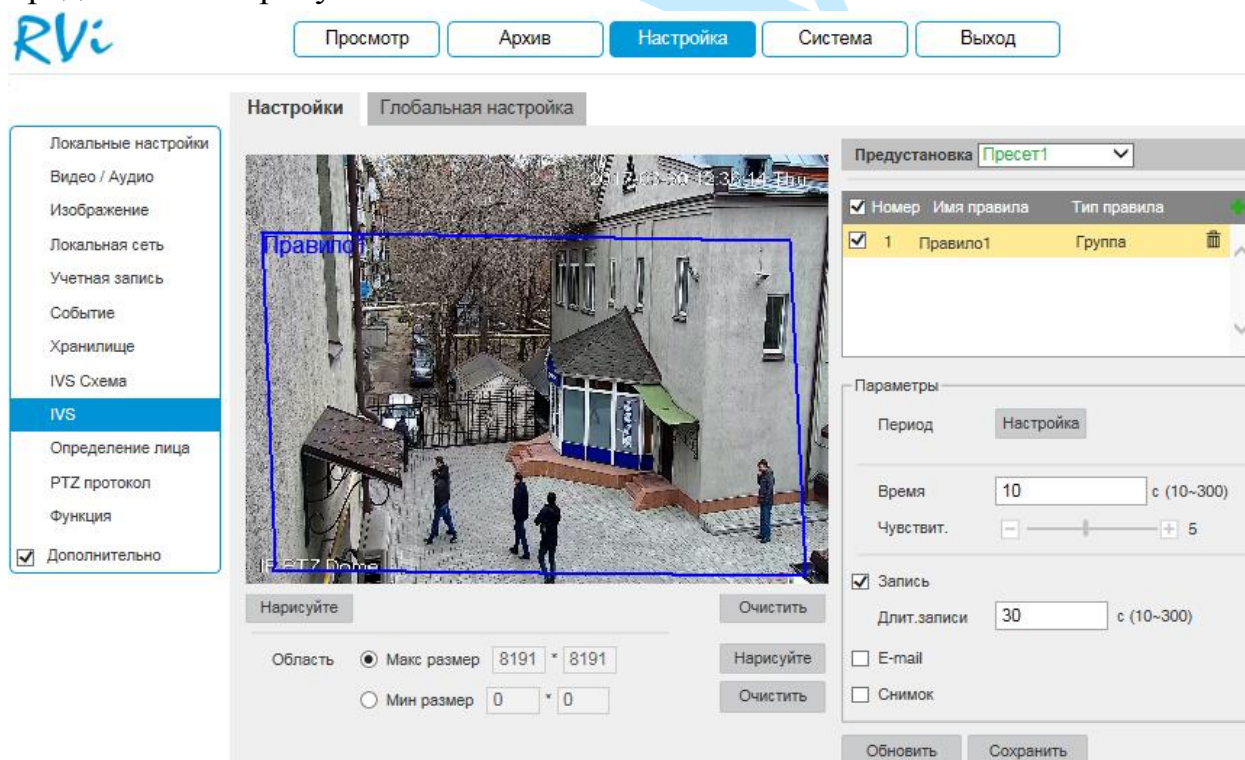 RVi
Просмотр Архив Настройка Система Выход
Настройки Глобальная настройка
Локальные настройки
Видео / Аудио
Изображение
Локальная сеть
Учетная запись
Событие
Хранилище
IVS Схема
IVS
Определение лица
PTZ протокол
Функция
Дополнительно
Правило1
IP PTZ Dome
Нарисуйте Очистить
Область Макс размер 8191 * 8191 Нарисуйте
Мин размер 0 * 0 Очистить
Предустановка Пресет1
Номер Имя правила Тип правила
1 Правило1 Группа
Параметры
Период Настройка
Время 10 с (10~300)
Чувствит. 5
Запись
Длит.записи 30 с (10~300)
E-mail
Снимок
Обновить Сохранить